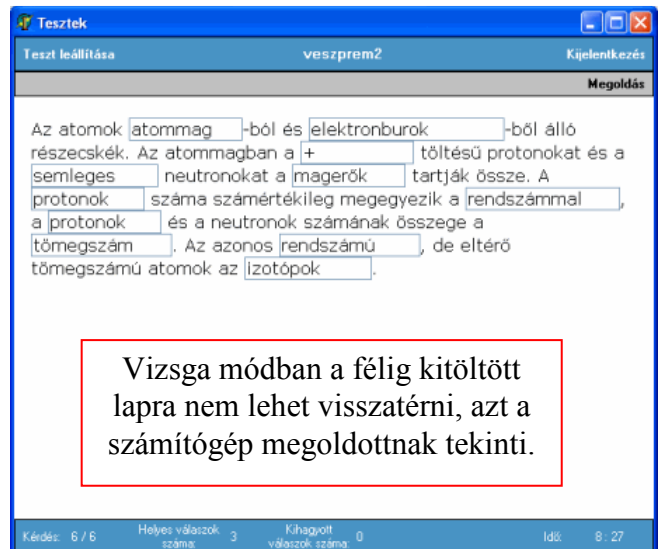 Tesztek
Teszt leállítása veszprem2 Kijelentkezés
Megoldás
Az atomok atommag -ból és elektronburok -ből álló
részecskék. Az atommagban a + töltésű protonokat és a
semleges neutronokat a magerők tartják össze. A
protonok száma számértékileg megegyezik a rendszámmal ,
a protonok és a neutronok számának összege a
tömegszám . Az azonos rendszámú , de eltérő
tömegszámú atomok az izotópok .
Vizsga módban a félig kitöltött
lapra nem lehet visszatérni, azt a
számítógép megoldottnak tekinti.
Kérdés: 6 / 6 Helyes válaszok száma: 3 Kihagyott válaszok száma: 0 Idő: 8 : 27